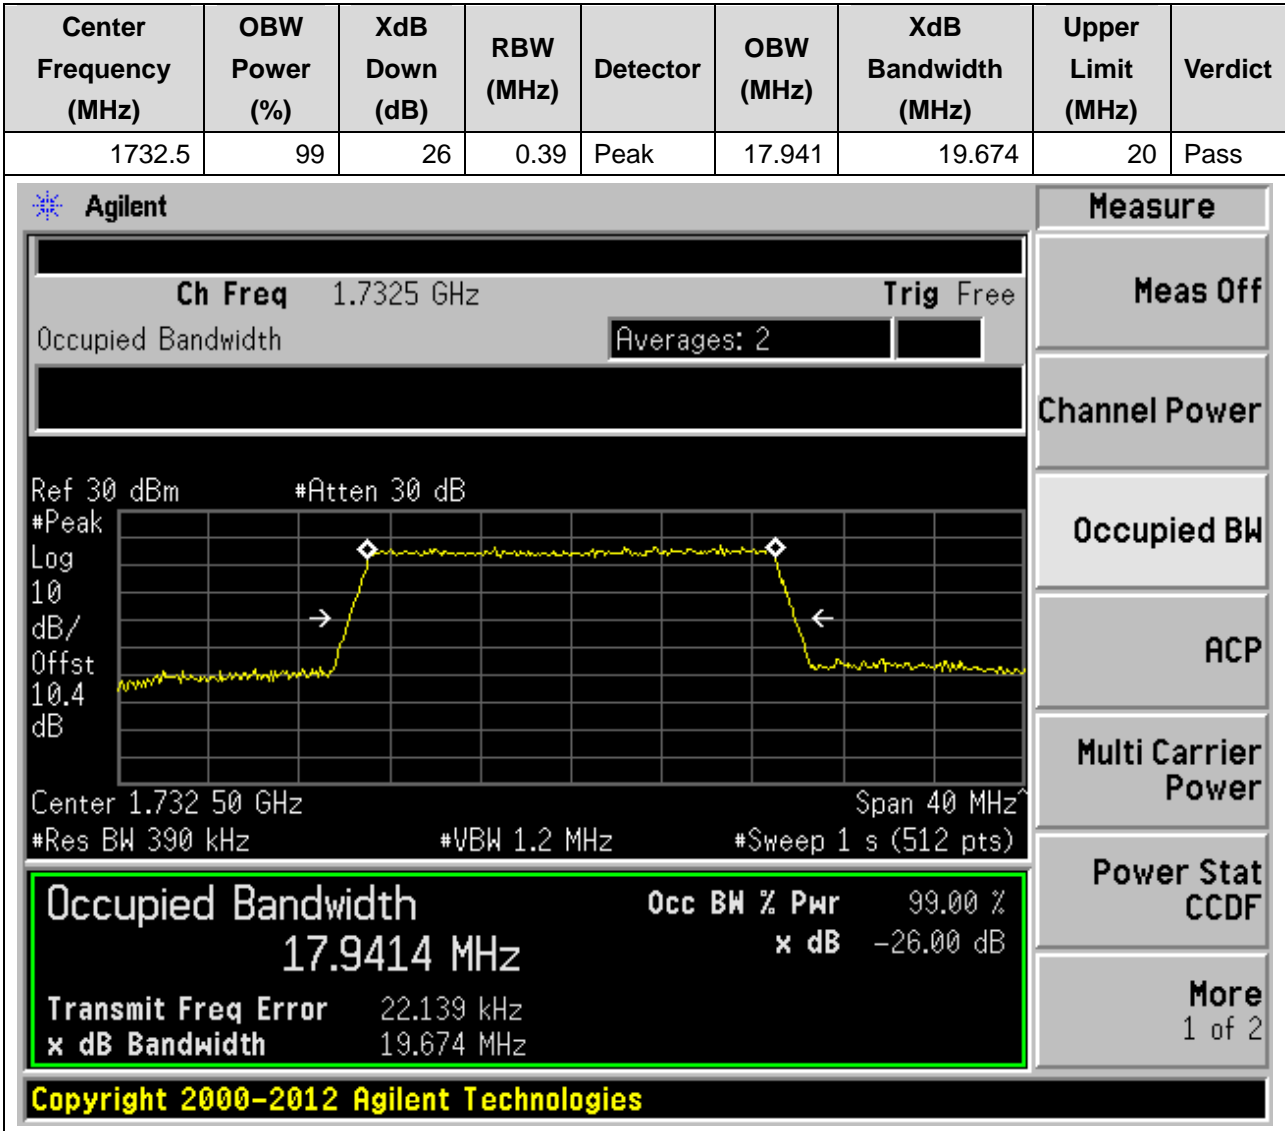 Center Frequency (MHz) OBW Power (%) XdB Down (dB) RBW (MHz) Detector OBW (MHz) XdB Bandwidth (MHz) Upper Limit (MHz) Verdict
1732.5 99 26 0.39 Peak 17.941 19.674 20 Pass
Agilent
Measure
Ch Freq 1.7325 GHz Trig Free
Meas Off
Occupied Bandwidth Averages: 2
Channel Power
Ref 30 dBm #Atten 30 dB
#Peak
Log
10
dB/
Offst
10.4
dB
Occupied BW
ACP
Center 1.732 50 GHz Span 40 MHz^
#Res BW 390 kHz #VBW 1.2 MHz #Sweep 1 s (512 pts)
Multi Carrier
Power
Occupied Bandwidth Occ BW % Pwr 99.00 %
17.9414 MHz x dB -26.00 dB
Power Stat
CCDF
Transmit Freq Error 22.139 kHz
x dB Bandwidth 19.674 MHz
More
1 of 2
Copyright 2000-2012 Agilent Technologies